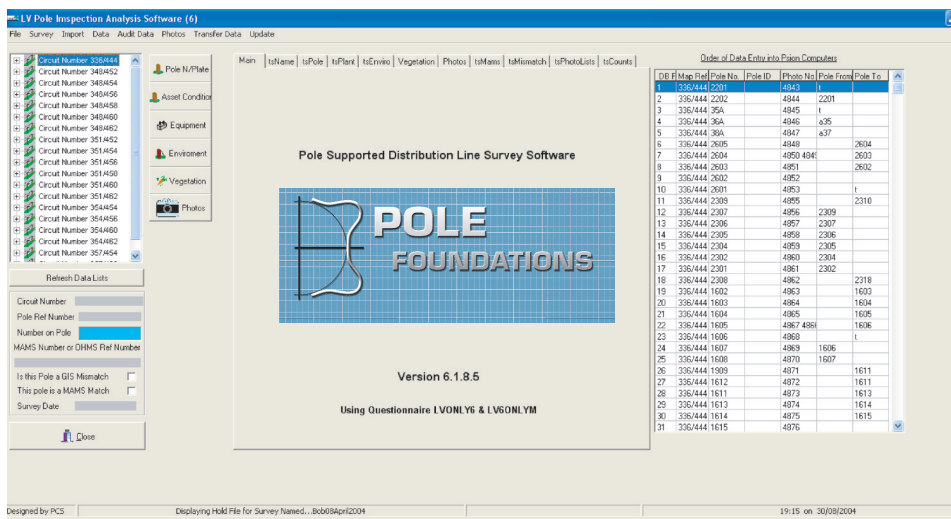 LV Pole Imspection Analysis Software (6)
File Survey Import Data Audit Data Photos Transfer Data Update
Circuit Number 336/444
Circuit Number 348/452
Circuit Number 348/454
Circuit Number 348/456
Circuit Number 348/458
Circuit Number 348/460
Circuit Number 348/462
Circuit Number 351/452
Circuit Number 351/454
Circuit Number 351/456
Circuit Number 351/458
Circuit Number 351/460
Circuit Number 351/462
Circuit Number 354/454
Circuit Number 354/456
Circuit Number 354/460
Circuit Number 354/462
Circuit Number 357/454
Refresh Data Lists
Circuit Number
Pole Ref Number
Number on Pole
MAMS Number or OHMS Ref Number
Is this Pole a GIS Mismatch
This pole is a MAMS Match
Survey Date
Close
Pole N/Plate
Asset Condition
Equipment
Enviroment
Vegetation
Photos
Main tsName tsPole tsPlant tsEnviro Vegetation Photos tsMams tsMismatch tsPhotoLists tsCounts
Pole Supported Distribution Line Survey Software
POLE
FOUNDATIONS
Version 6.1.8.5
Using Questionnaire LVONLY6 & LV6ONLYM
Order of Data Entry into Psion Computers
DB F Map Ref Pole No. Pole ID Photo No. Pole From Pole To
1 336/444 2201 4843 t
2 336/444 2202 4844 2201
3 336/444 35A 4845 t
4 336/444 36A 4846 a35
5 336/444 38A 4847 a37
6 336/444 2605 4848 2604
7 336/444 2604 4850 4849 2603
8 336/444 2603 4851 2602
9 336/444 2602 4852
10 336/444 2601 4853 t
11 336/444 2309 4855 2310
12 336/444 2307 4856 2309
13 336/444 2306 4857 2307
14 336/444 2305 4858 2306
15 336/444 2304 4859 2305
16 336/444 2302 4860 2304
17 336/444 2301 4861 2302
18 336/444 2308 4862 2318
19 336/444 1602 4863 1603
20 336/444 1603 4864 1604
21 336/444 1604 4865 1605
22 336/444 1605 4867 486 1606
23 336/444 1606 4868 t
24 336/444 1607 4869 1606
25 336/444 1608 4870 1607
26 336/444 1909 4871 1611
27 336/444 1612 4872 1611
28 336/444 1611 4873 1613
29 336/444 1613 4874 1614
30 336/444 1614 4875 1615
31 336/444 1615 4876
Designed by PCS
Displaying Hold File for Survey Named...Bob08April2004
19:15 on 30/08/2004